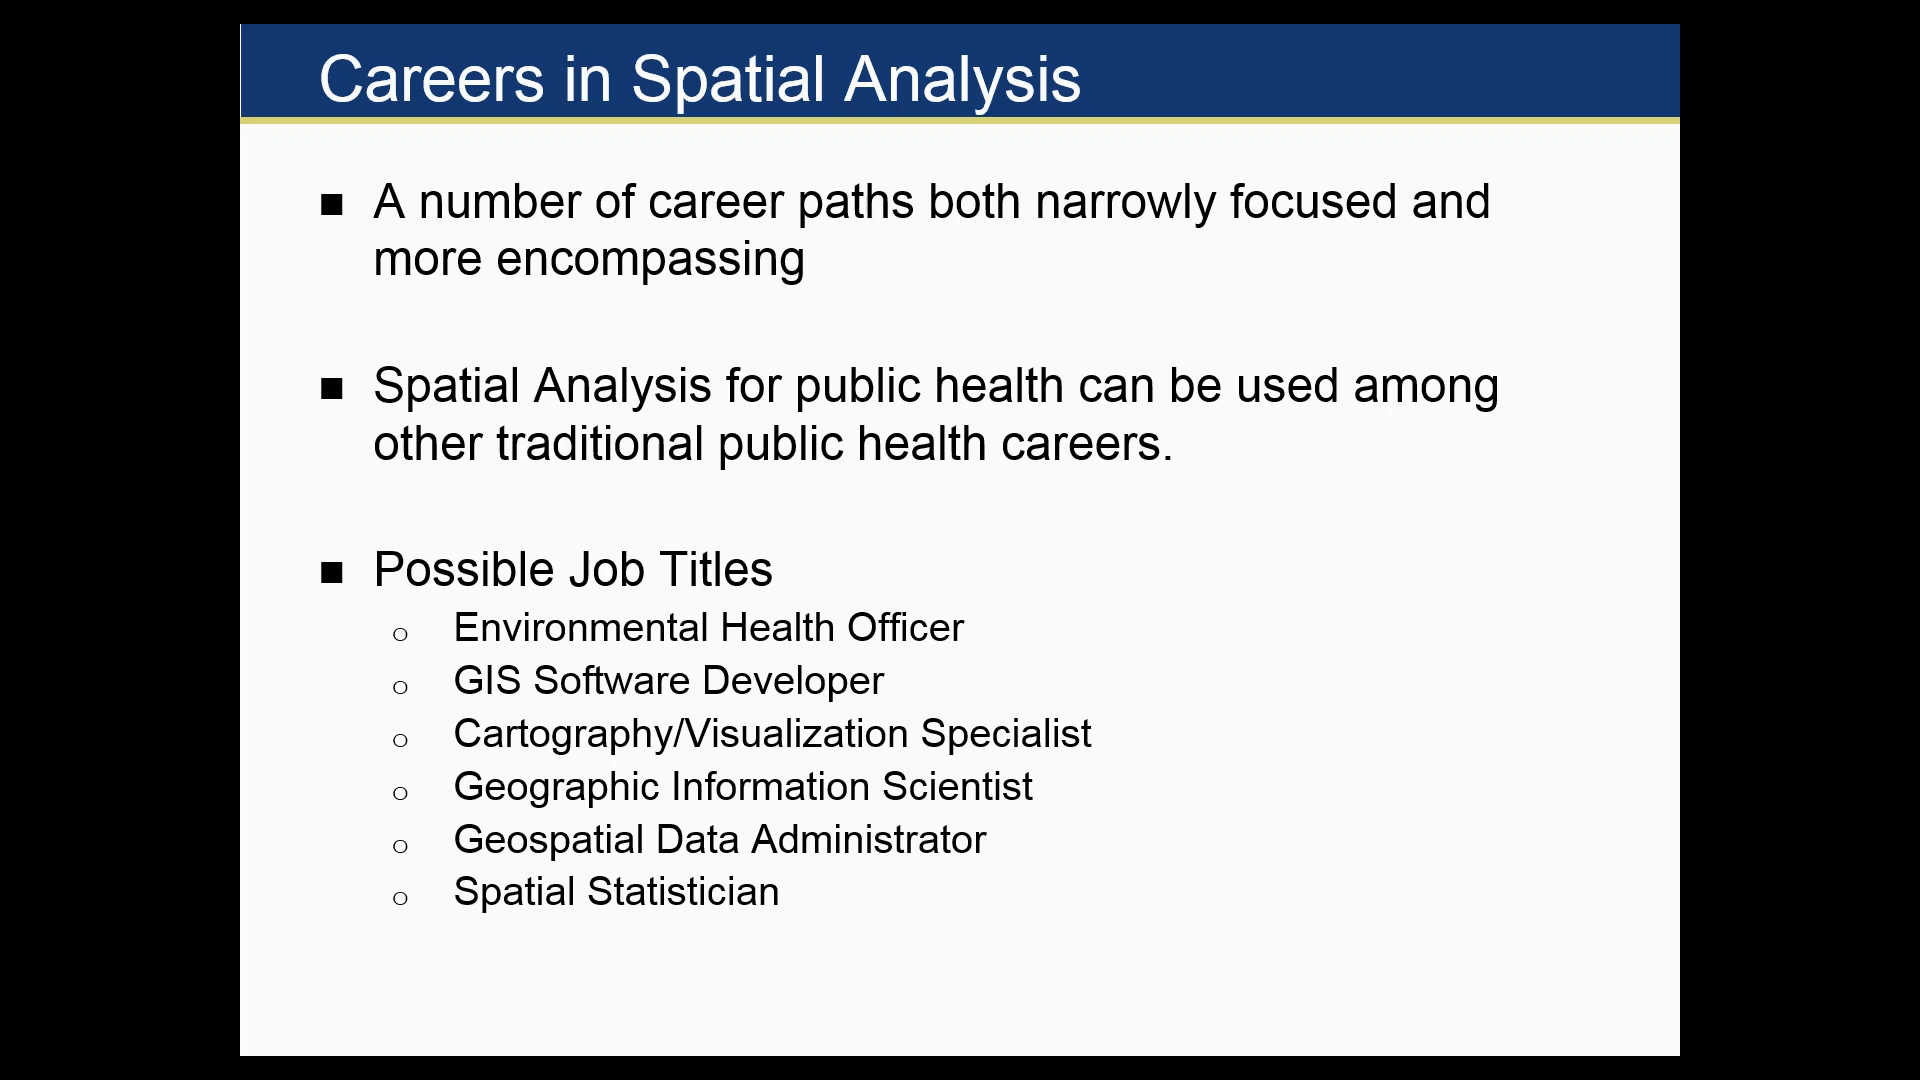 Careers in Spatial Analysis
■ A number of career paths both narrowly focused and
more encompassing
■ Spatial Analysis for public health can be used among
other traditional public health careers.
■ Possible Job Titles
○ Environmental Health Officer
○ GIS Software Developer
○ Cartography/Visualization Specialist
○ Geographic Information Scientist
○ Geospatial Data Administrator
○ Spatial Statistician